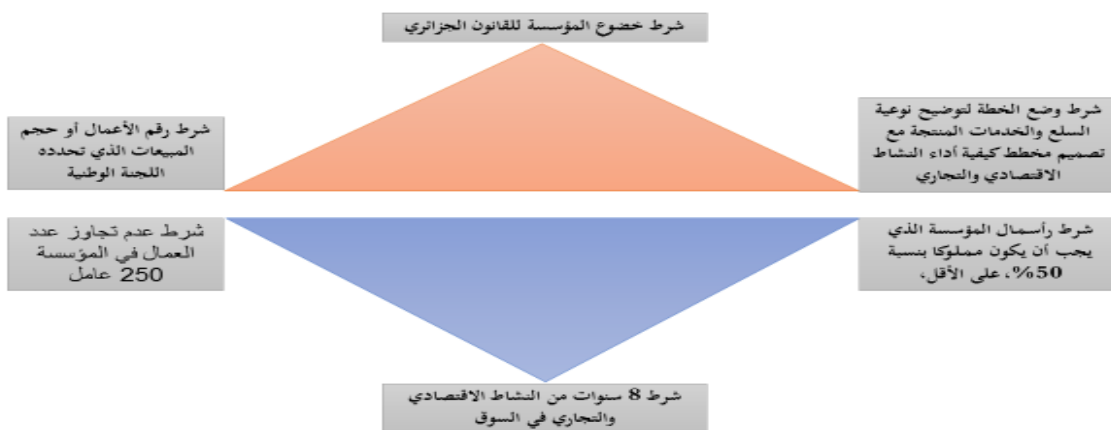 شرط خضوع المؤسسة للقانون الجزائري
شرط وضع الخطة لتوضيح نوعية
السلع والخدمات المنتجة مع
تصميم مخطط كيفية أداء النشاط
الاقتصادي والتجاري
شرط رقم الأعمال أو حجم
المبيعات الذي تحدده
اللجنة الوطنية
شرط رأسمال المؤسسة الذي
يجب أن يكون مملوكا بنسبة
50%، على الأقل،
شرط عدم تجاوز عدد
العمال في المؤسسة
250 عامل
شرط 8 سنوات من النشاط الاقتصادي
والتجاري في السوق